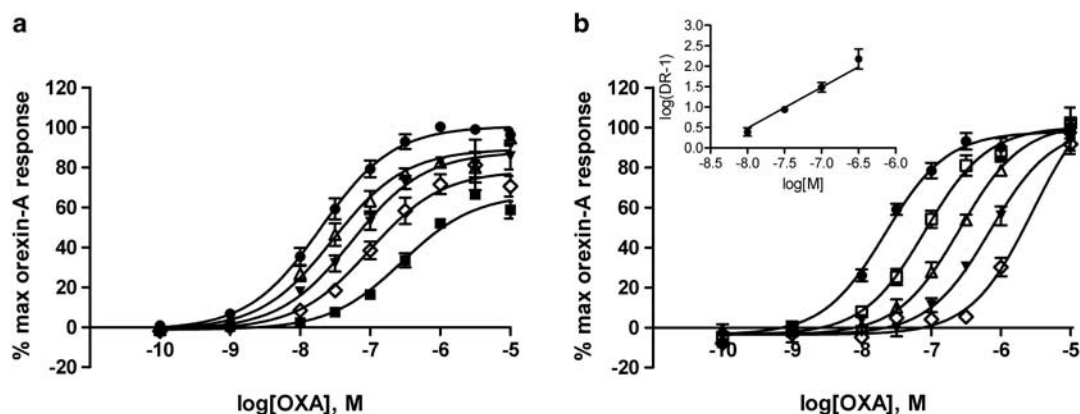 a
% max orexin-A response
120
100
80
60
40
20
0
-20
-10 -9 -8 -7 -6 -5
log[OXA], M
b
% max orexin-A response
120
100
80
60
40
20
0
-20
-10 -9 -8 -7 -6 -5
log[OXA], M
log(DR-1)
3.0
2.5
2.0
1.5
1.0
0.5
0.0
-8.5 -8.0 -7.5 -7.0 -6.5 -6.0
log[M]